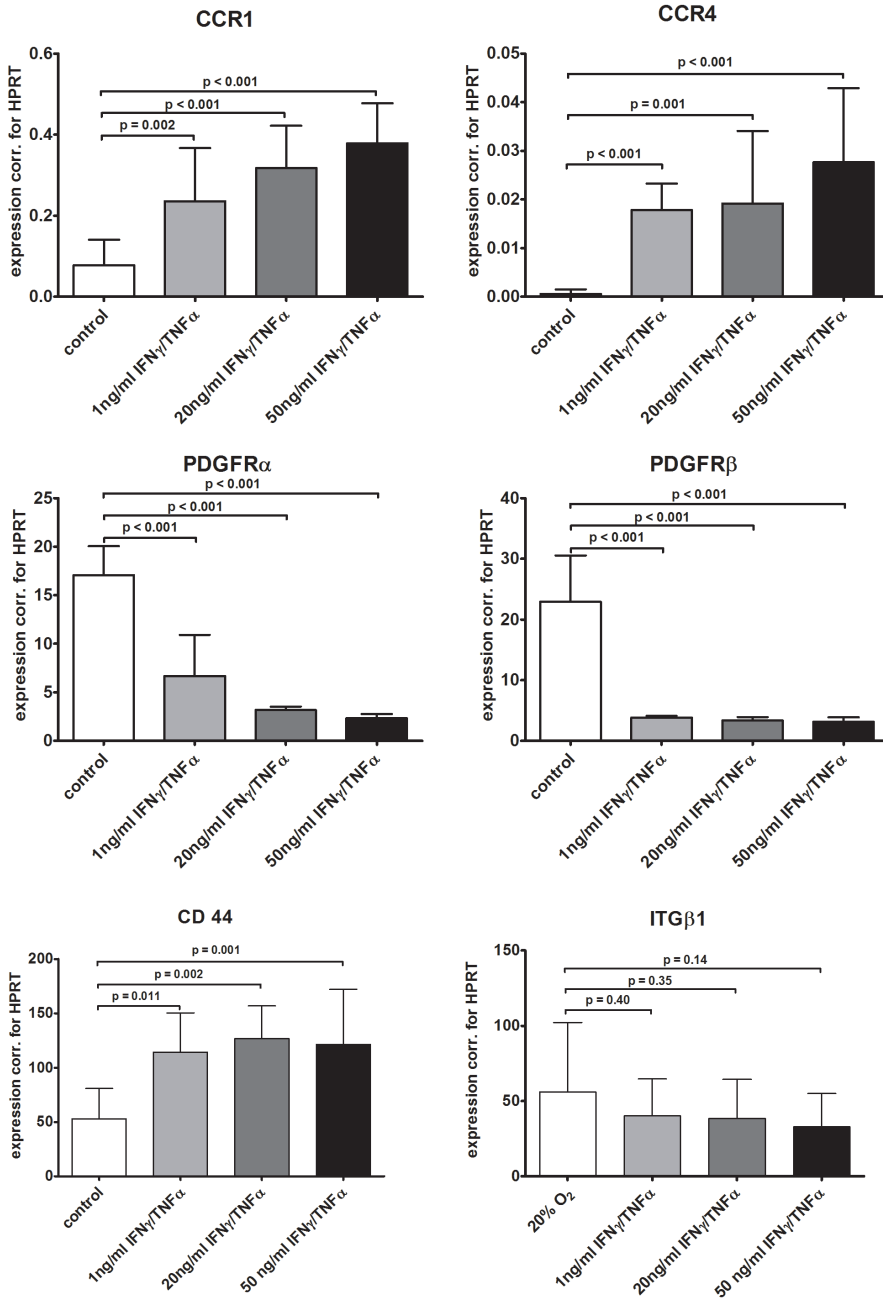 CCR1
expression corr. for HPRT
0.6
0.4
0.2
0.0
p < 0.001
p < 0.001
p = 0.002
control
1ng/ml IFNγ/TNFα
20ng/ml IFNγ/TNFα
50ng/ml IFNγ/TNFα
CCR4
expression corr. for HPRT
0.05
0.04
0.03
0.02
0.01
0.00
p < 0.001
p = 0.001
p < 0.001
control
1ng/ml IFNγ/TNFα
20ng/ml IFNγ/TNFα
50ng/ml IFNγ/TNFα
PDGFRα
expression corr. for HPRT
25
20
15
10
5
0
p < 0.001
p < 0.001
p < 0.001
control
1ng/ml IFNγ/TNFα
20ng/ml IFNγ/TNFα
50ng/ml IFNγ/TNFα
PDGFRβ
expression corr. for HPRT
40
30
20
10
0
p < 0.001
p < 0.001
p < 0.001
control
1ng/ml IFNγ/TNFα
20ng/ml IFNγ/TNFα
50ng/ml IFNγ/TNFα
CD 44
expression corr. for HPRT
200
150
100
50
0
p = 0.001
p = 0.002
p = 0.011
control
1ng/ml IFNγ/TNFα
20ng/ml IFNγ/TNFα
50 ng/ml IFNγ/TNFα
ITGβ1
expression corr. for HPRT
150
100
50
0
p = 0.14
p = 0.35
p = 0.40
20% O₂
1ng/ml IFNγ/TNFα
20ng/ml IFNγ/TNFα
50 ng/ml IFNγ/TNFα